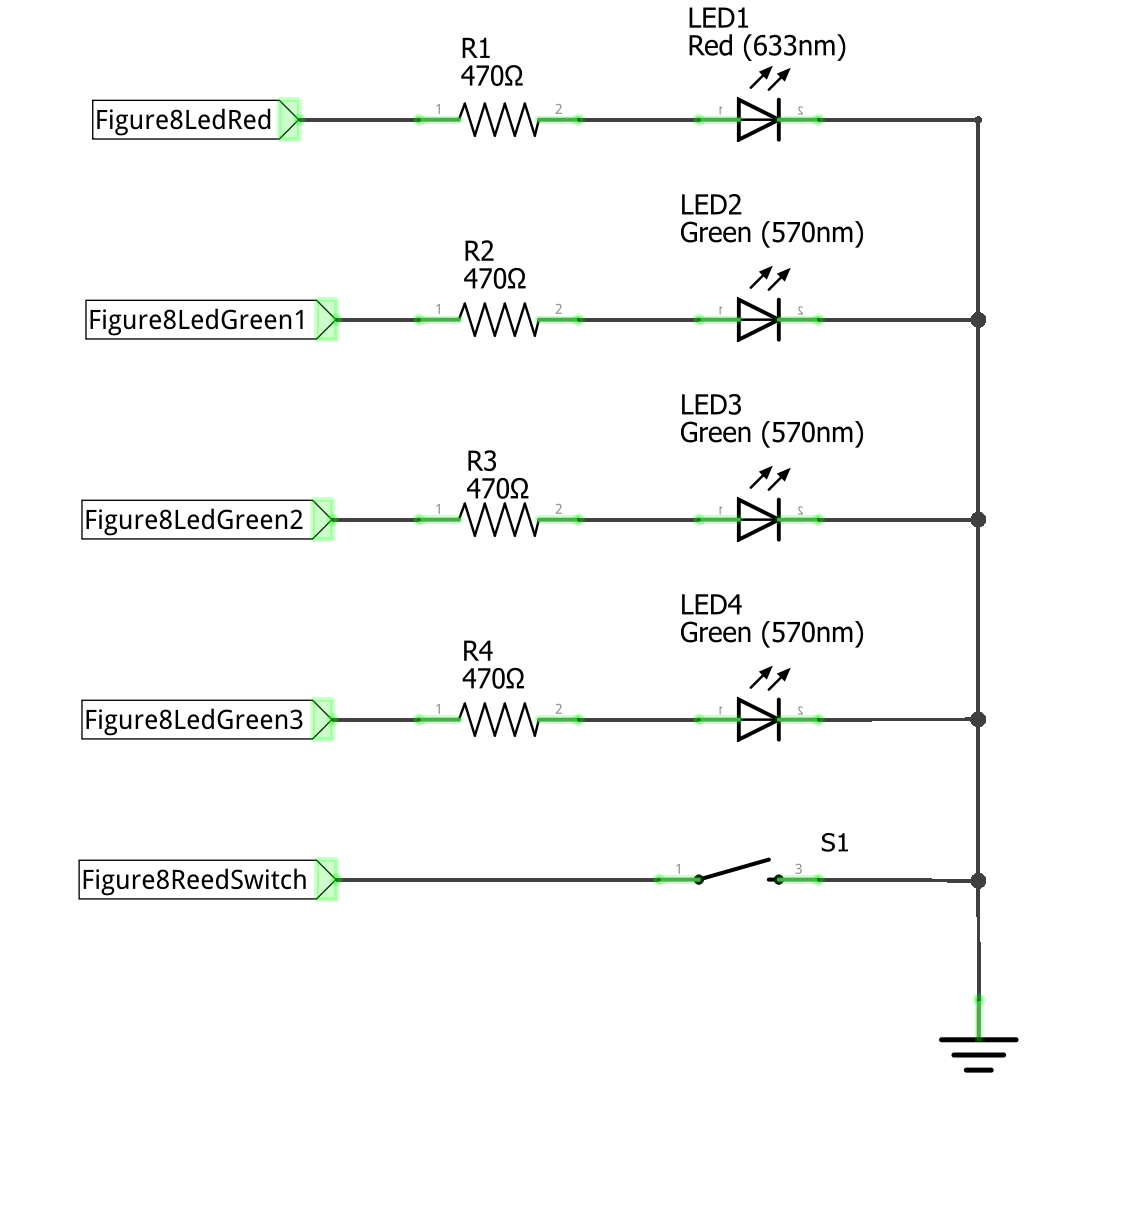 LED1
Red (633nm)
R1
470Ω
Figure8LedRed
1
2
1
2
LED2
Green (570nm)
R2
470Ω
Figure8LedGreen1
1
2
1
2
LED3
Green (570nm)
R3
470Ω
Figure8LedGreen2
1
2
1
2
LED4
Green (570nm)
R4
470Ω
Figure8LedGreen3
1
2
1
2
S1
Figure8ReedSwitch
1
3